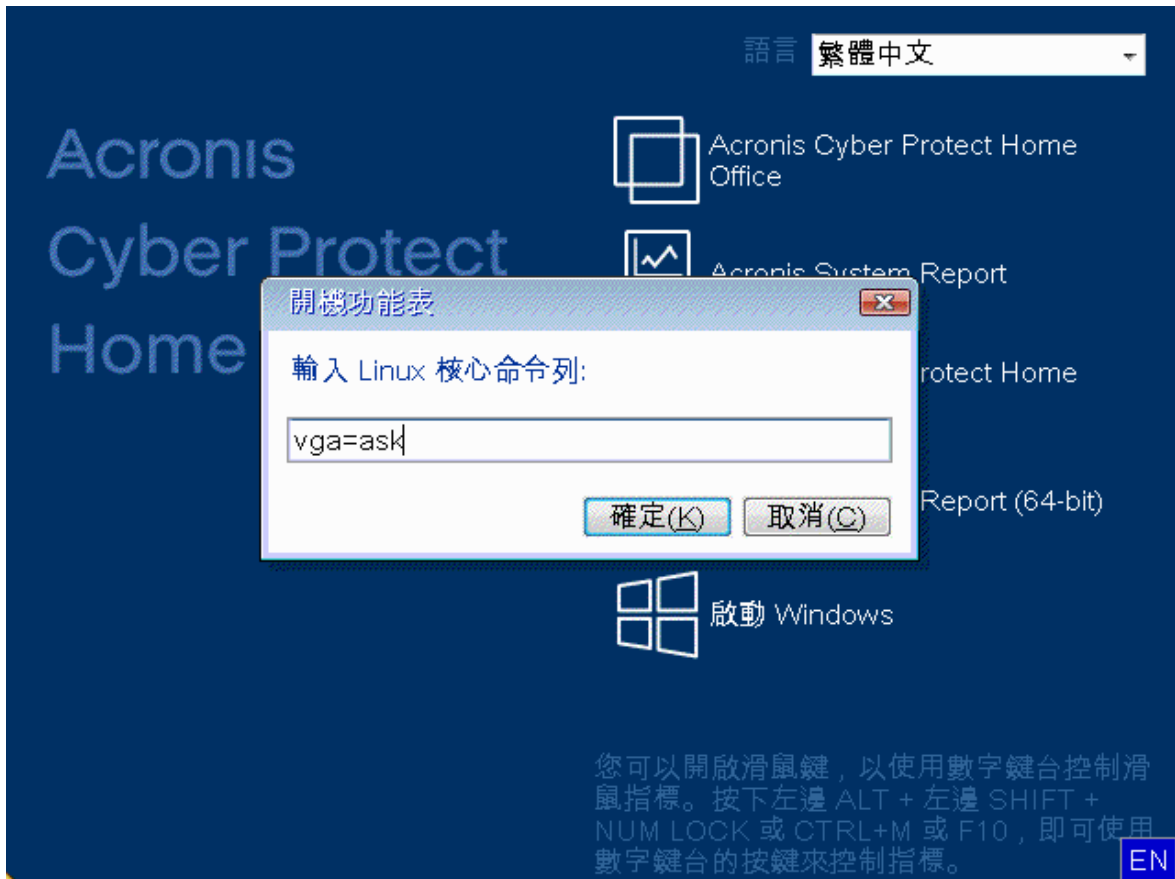 語言 繁體中文
Acronis
Cyber Protect
Home
Acronis Cyber Protect Home
Office
Acronis System Report
rotect Home
Report (64-bit)
啟動 Windows
開機功能表
輸入 Linux 核心命令列:
vga=ask
確定(K) 取消(C)
您可以開啟滑鼠鍵，以使用數字鍵台控制滑
鼠指標。按下左邊 ALT + 左邊 SHIFT +
NUM LOCK 或 CTRL+M 或 F10，即可使用
數字鍵台的按鍵來控制指標。
EN